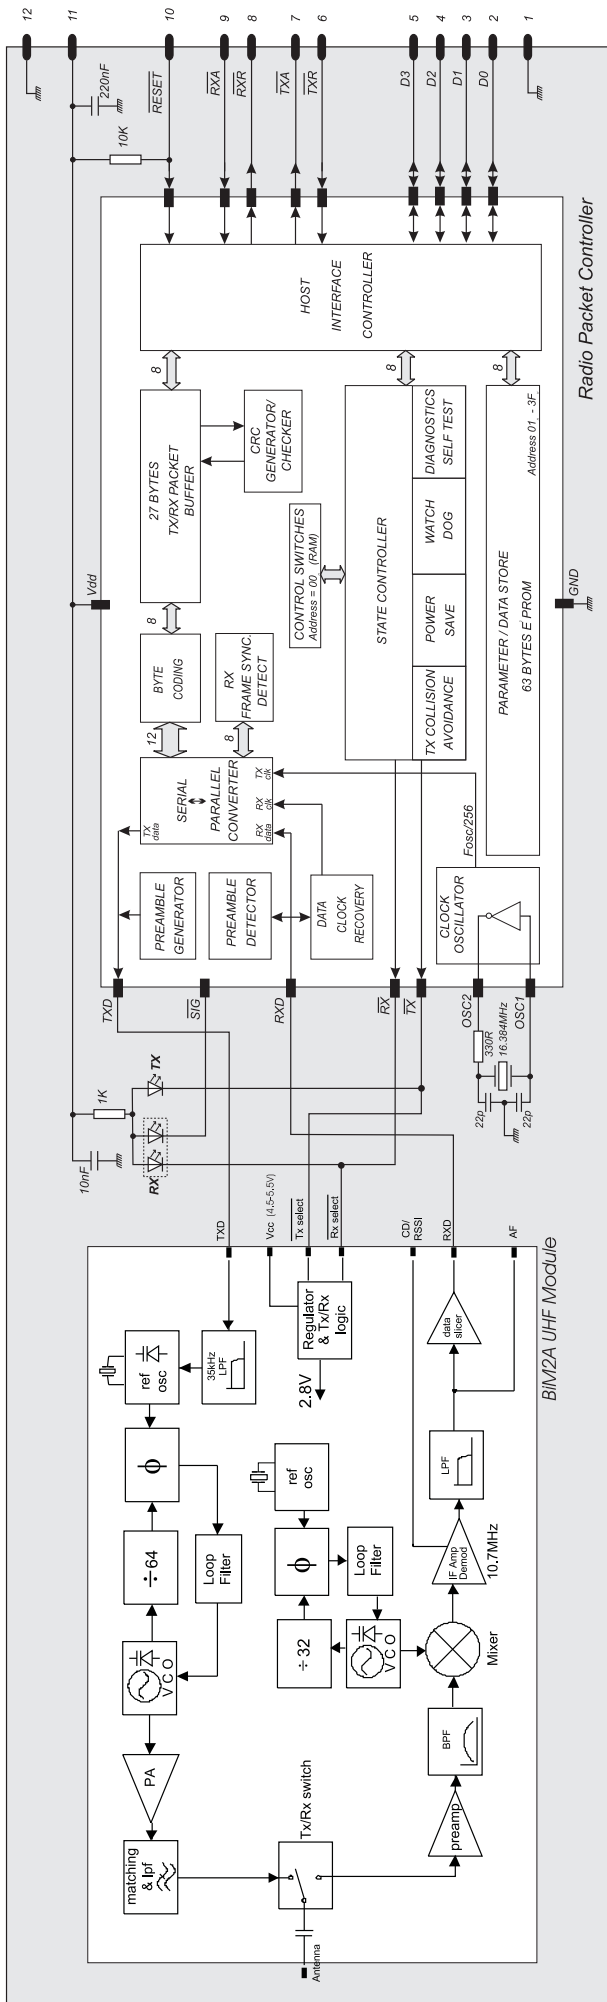 12
11
10
9
8
7
6
5
4
3
2
1
220nF
10K
RESET
RXA
RXR
TXA
TXR
D3
D2
D1
D0
Radio Packet Controller
HOST
INTERFACE
CONTROLLER
8
8
8
27 BYTES
TX/RX PACKET
BUFFER
CRC
GENERATOR/
CHECKER
CONTROL SWITCHES
Address = 00 (RAM)
STATE CONTROLLER
DIAGNOSTICS
SELF TEST
WATCH
DOG
POWER
SAVE
TX COLLISION
AVOIDANCE
PARAMETER / DATA STORE
63 BYTES E PROM
Address 01 - 3F
Vdd
GND
8
BYTE
CODING
RX
FRAME SYNC.
DETECT
12
8
SERIAL
PARALLEL
CONVERTER
TX
data
TX
clk
RX
clk
RX
data
Fosc/256
PREAMBLE
GENERATOR
PREAMBLE
DETECTOR
DATA
CLOCK
RECOVERY
CLOCK
OSCILLATOR
TXD
SIG
RXD
RX
TX
OSC2
OSC1
330R
16.384MHz
22p
22p
1K
10nF
TX
RX
TXD
Vcc (4.5-5.5V)
Tx select
Rx select
CD/
RSSI
RXD
AF
BiM2A UHF Module
35kHz
LPF
Regulator
& Tx/Rx
logic
2.8V
data
slicer
ref
osc
ref
osc
LPF
ϕ
ϕ
Loop
Filter
Loop
Filter
IF Amp
Demod
10.7MHz
÷64
÷32
VCO
VCO
Mixer
PA
BPF
preamp
matching
& lpf
Tx/Rx switch
Antenna